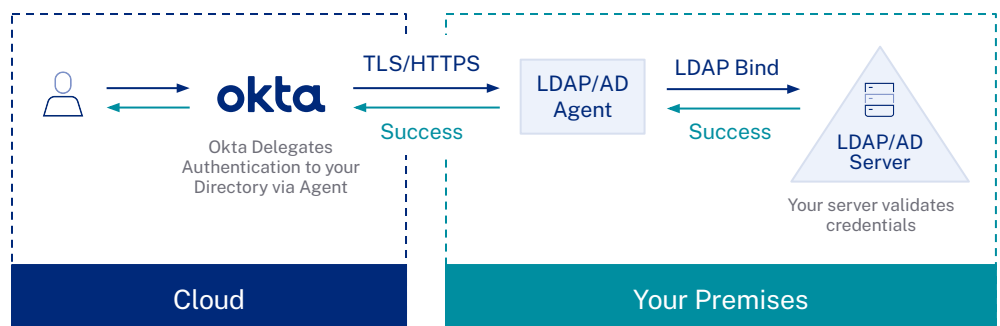 TLS/HTTPS
okta
Success
Okta Delegates
Authentication to your
Directory via Agent
LDAP/AD
Agent
LDAP Bind
Success
LDAP/AD
Server
Your server validates
credentials
Cloud
Your Premises